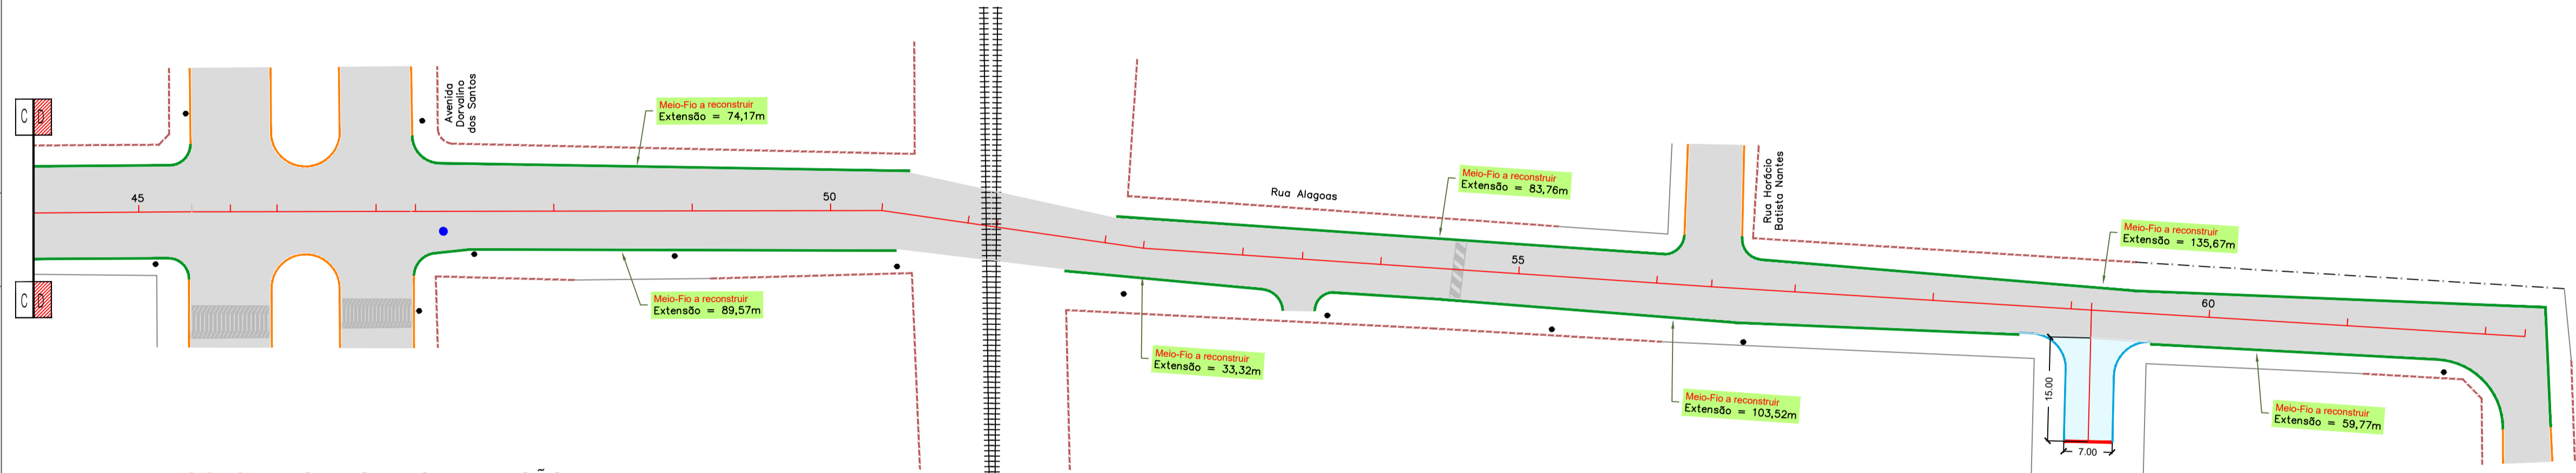 C D
C D
45
Avenida
Dorvalino
dos Santos
Meio-Fio a reconstruir
Extensão = 74,17m
50
Meio-Fio a reconstruir
Extensão = 89,57m
Rua Alagoas
Meio-Fio a reconstruir
Extensão = 83,76m
55
Meio-Fio a reconstruir
Extensão = 33,32m
Rua Horácio
Batista Nantes
Meio-Fio a reconstruir
Extensão = 103,52m
Meio-Fio a reconstruir
Extensão = 135,67m
60
15.00
7.00
Meio-Fio a reconstruir
Extensão = 59,77m